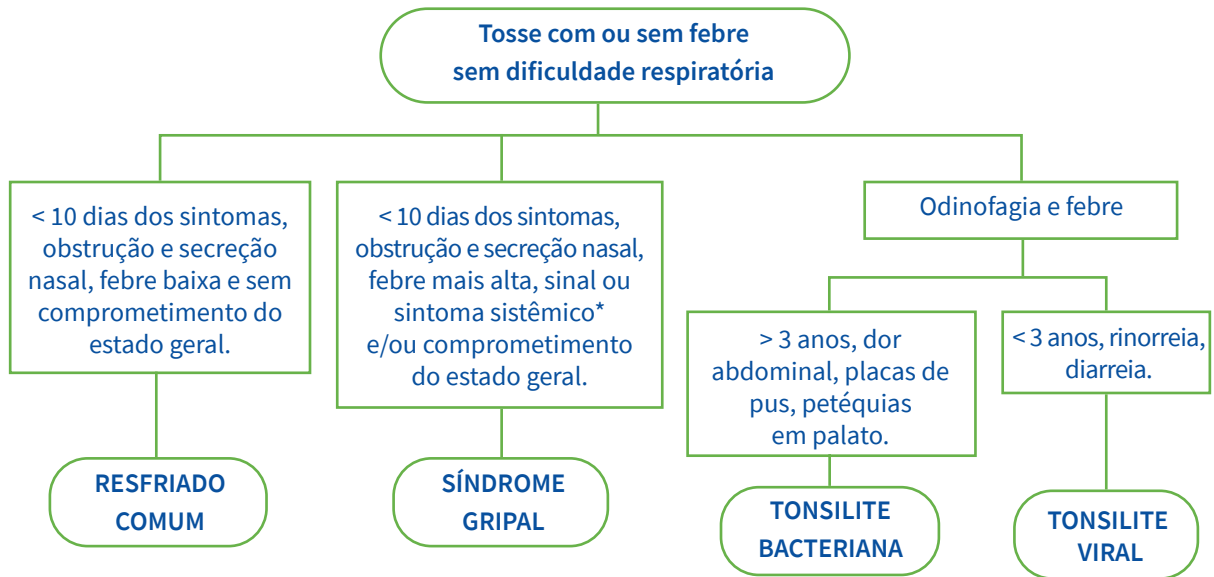 Tosse com ou sem febre
sem dificuldade respiratória
< 10 dias dos sintomas,
obstrução e secreção
nasal, febre baixa e sem
comprometimento do
estado geral.
< 10 dias dos sintomas,
obstrução e secreção nasal,
febre mais alta, sinal ou
sintoma sistêmico*
e/ou comprometimento
do estado geral.
Odinofagia e febre
> 3 anos, dor
abdominal, placas de
pus, petéquias
em palato.
< 3 anos, rinorreia,
diarreia.
RESFRIADO
COMUM
SÍNDROME
GRIPAL
TONSILITE
BACTERIANA
TONSILITE
VIRAL